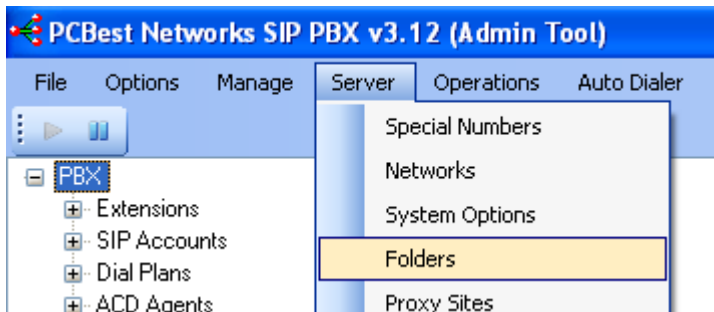 PCBest Networks SIP PBX v3.12 (Admin Tool)
File Options Manage Server Operations Auto Dialer
Special Numbers
Networks
System Options
Folders
Proxy Sites
PBX
Extensions
SIP Accounts
Dial Plans
ACD Agents